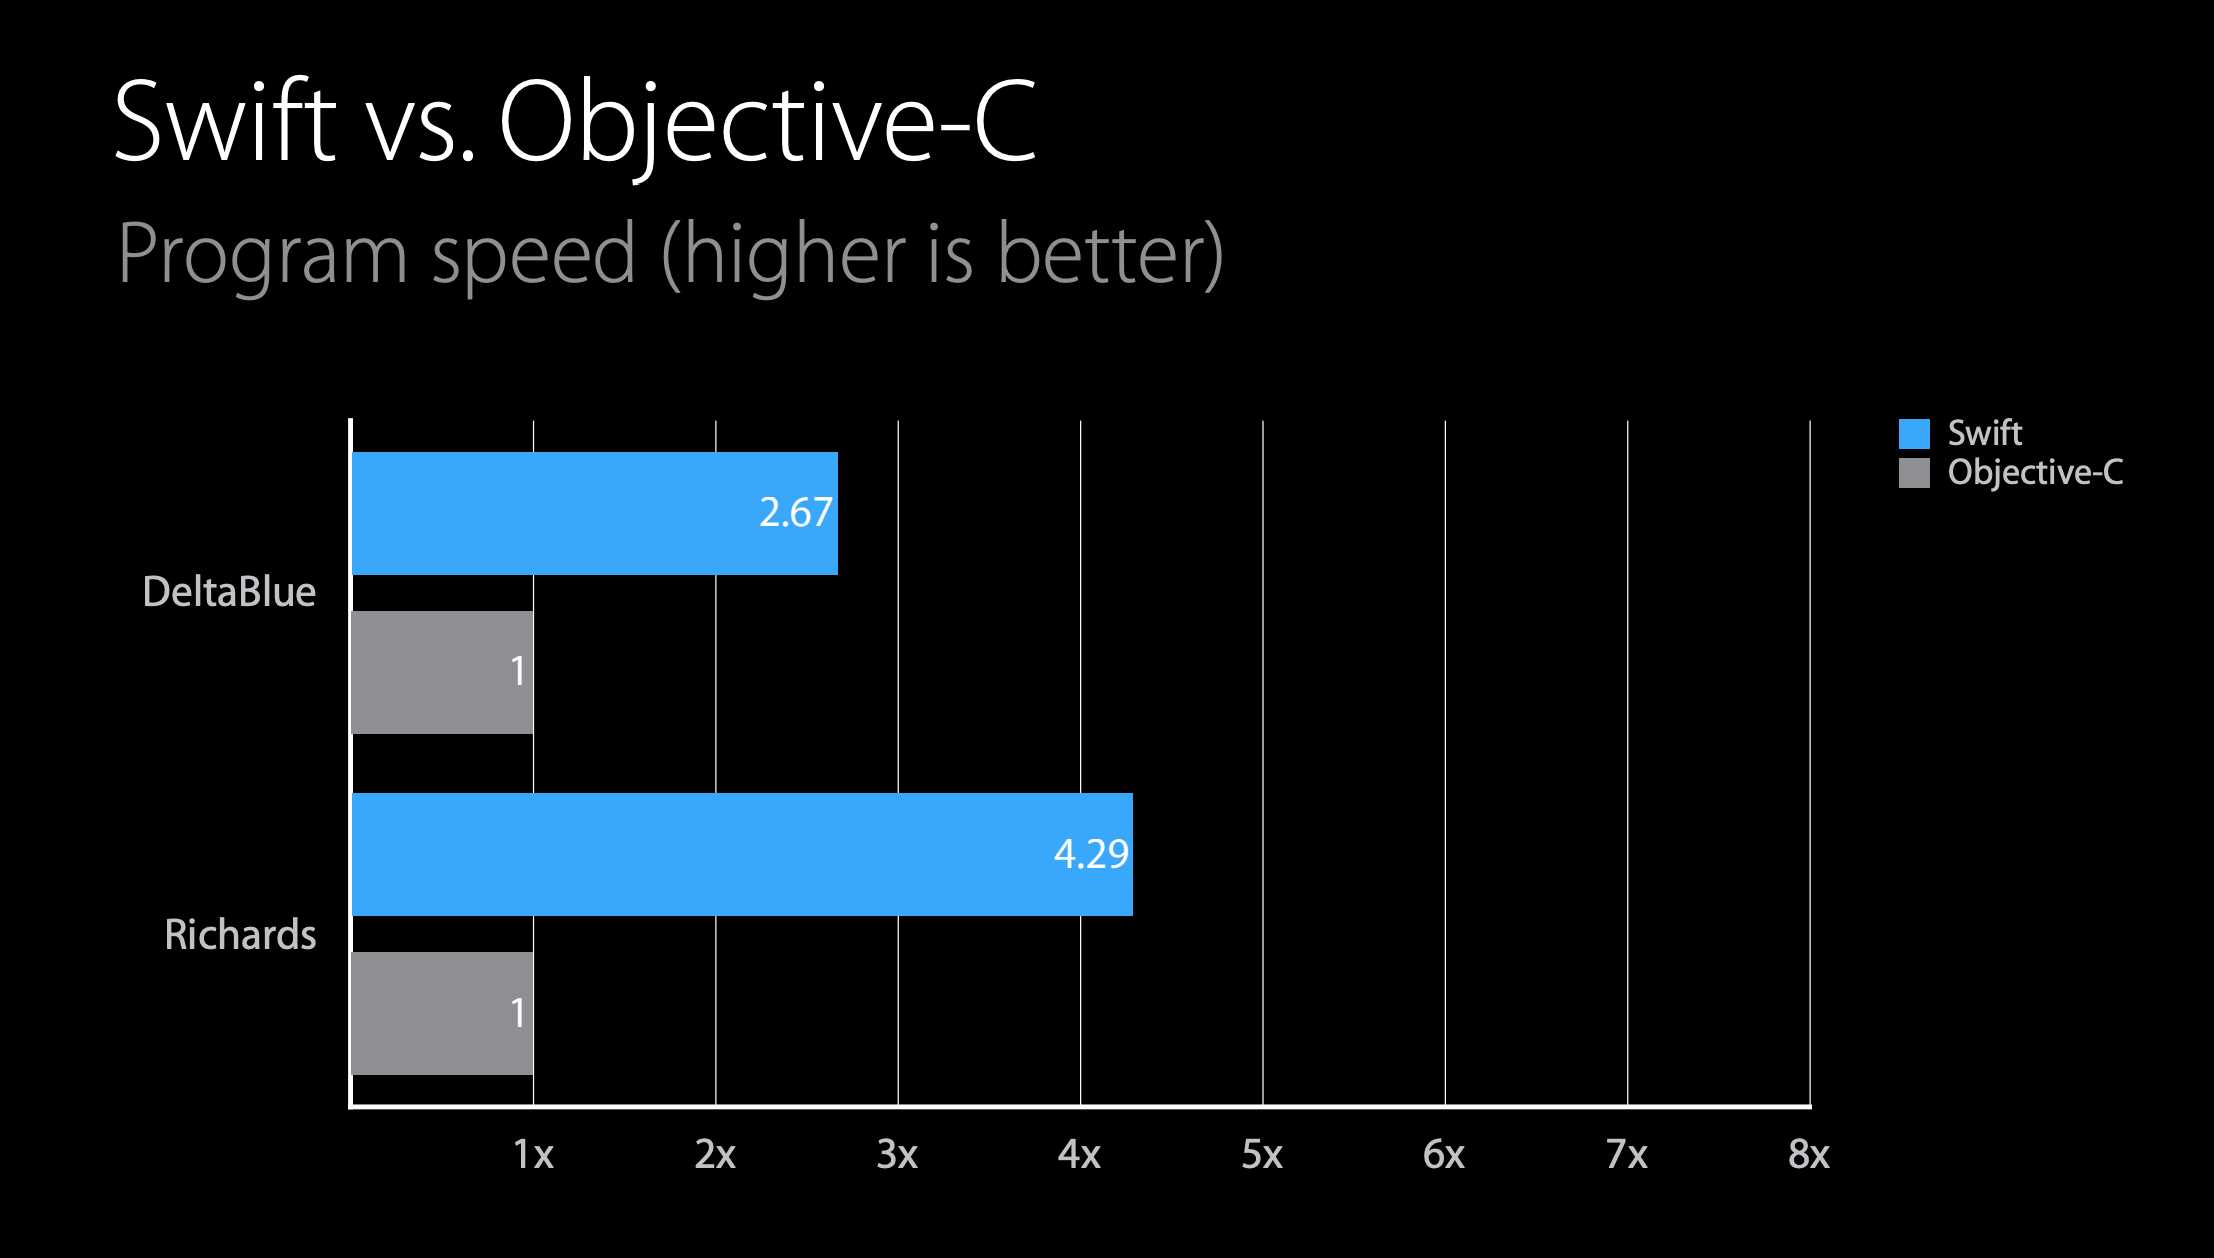 Swift vs. Objective-C
Program speed (higher is better)
Swift
Objective-C
DeltaBlue
2.67
1
Richards
4.29
1
1x 2x 3x 4x 5x 6x 7x 8x